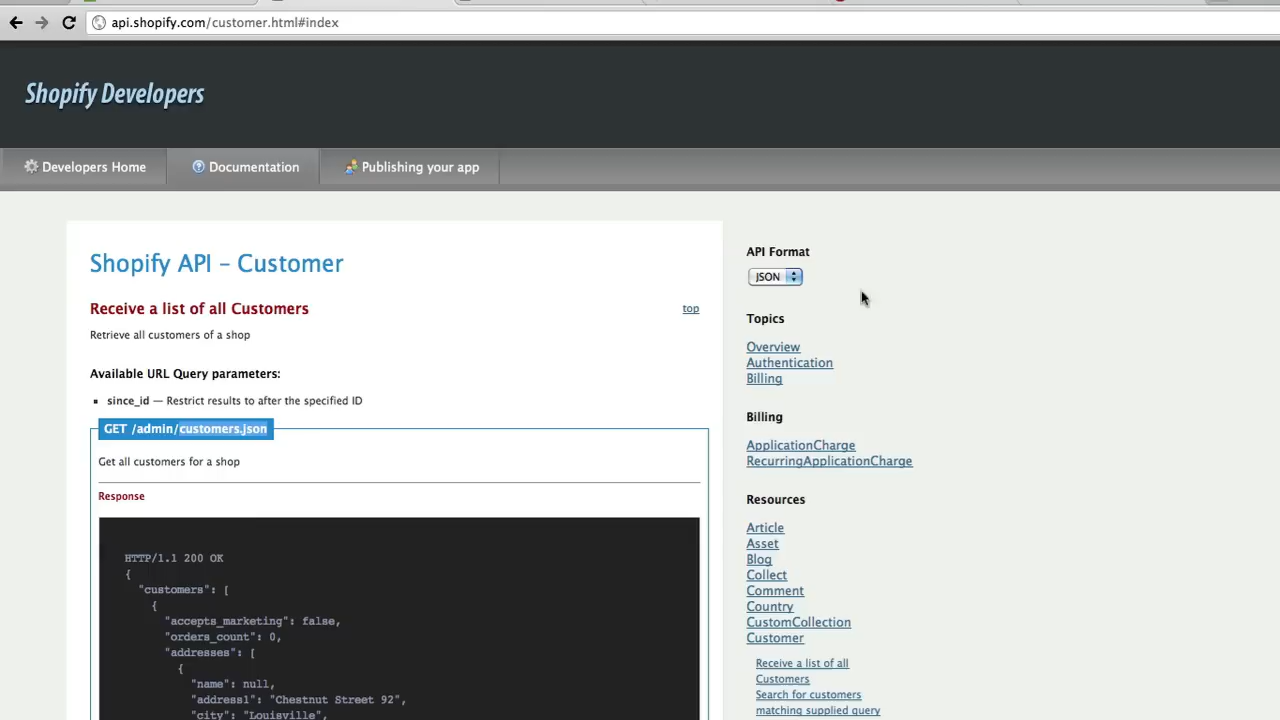 api.shopify.com/customer.html#index
Shopify Developers
Developers Home
Documentation
Publishing your app
Shopify API – Customer
Receive a list of all Customers
top
Retrieve all customers of a shop
Available URL Query parameters:
since_id — Restrict results to after the specified ID
GET /admin/customers.json
Get all customers for a shop
Response
HTTP/1.1 200 OK
{
"customers": [
{
"accepts_marketing": false,
"orders_count": 0,
"addresses": [
{
"name": null,
"address1": "Chestnut Street 92",
"city": "Louisville",
API Format
JSON
Topics
Overview
Authentication
Billing
Billing
ApplicationCharge
RecurringApplicationCharge
Resources
Article
Asset
Blog
Collect
Comment
Country
CustomCollection
Customer
Receive a list of all
Customers
Search for customers
matching supplied query